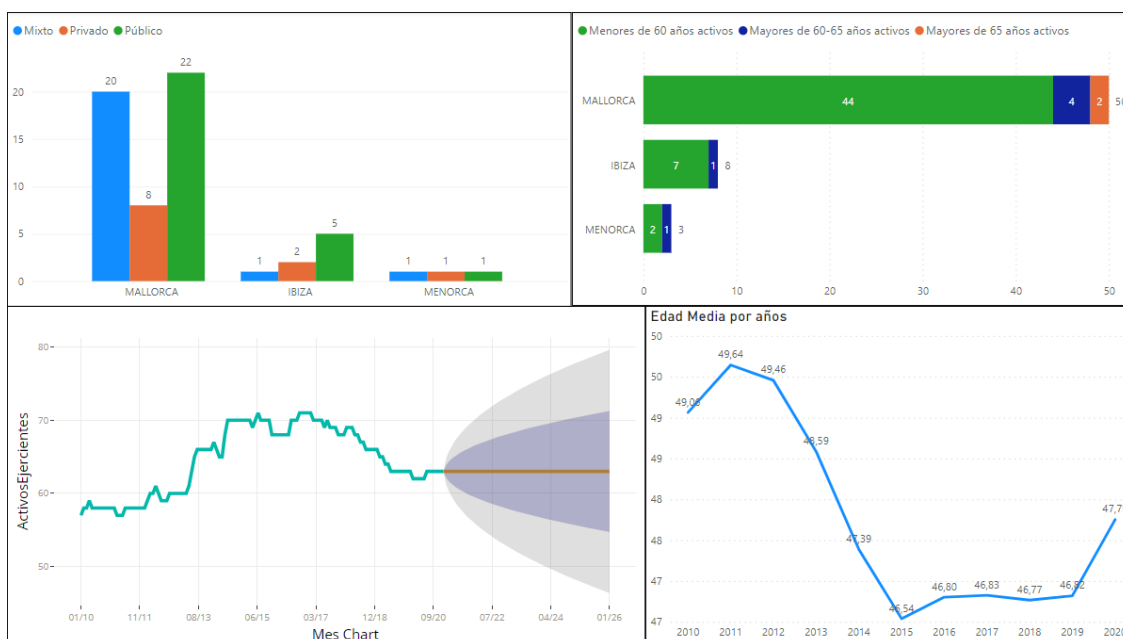 Mixto Privado Público
22
20
20
15
10
8
5
5
2
1
1 1 1
0
MALLORCA IBIZA MENORCA
Menores de 60 años activos Mayores de 60-65 años activos Mayores de 65 años activos
MALLORCA 44 4 2 50
IBIZA 7 1 8
MENORCA 2 1 3
0 10 20 30 40 50
80
70
60
50
ActivosEjercientes
01/10 11/11 08/13 06/15 03/17 12/18 09/20 07/22 04/24 01/26
Mes Chart
Edad Media por años
50
50
49
49
48
48
47
47
49,06
49,64
49,46
48,59
47,39
46,54
46,80
46,83
46,77
46,82
2010 2011 2012 2013 2014 2015 2016 2017 2018 2019 2020